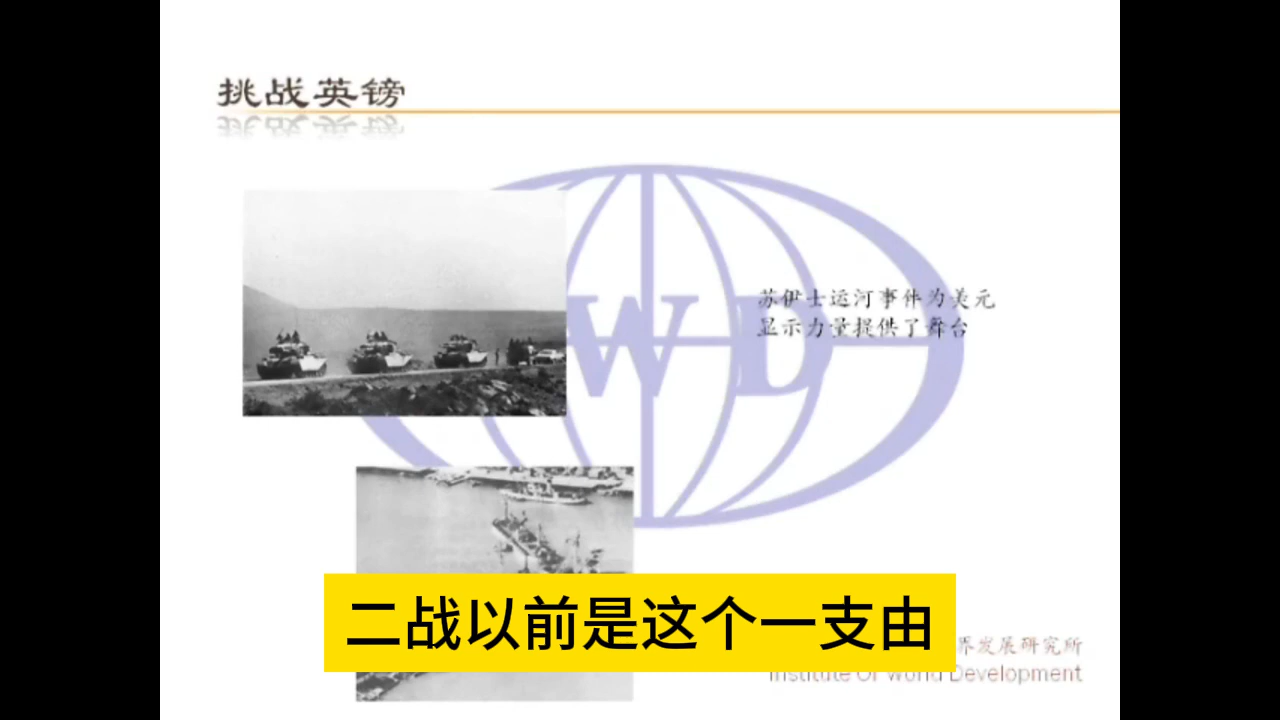 挑战英镑
WD
苏伊士运河事件为美元
显示力量提供了舞台
二战以前是这个一支由
界发展研究所
Institute Of World Development